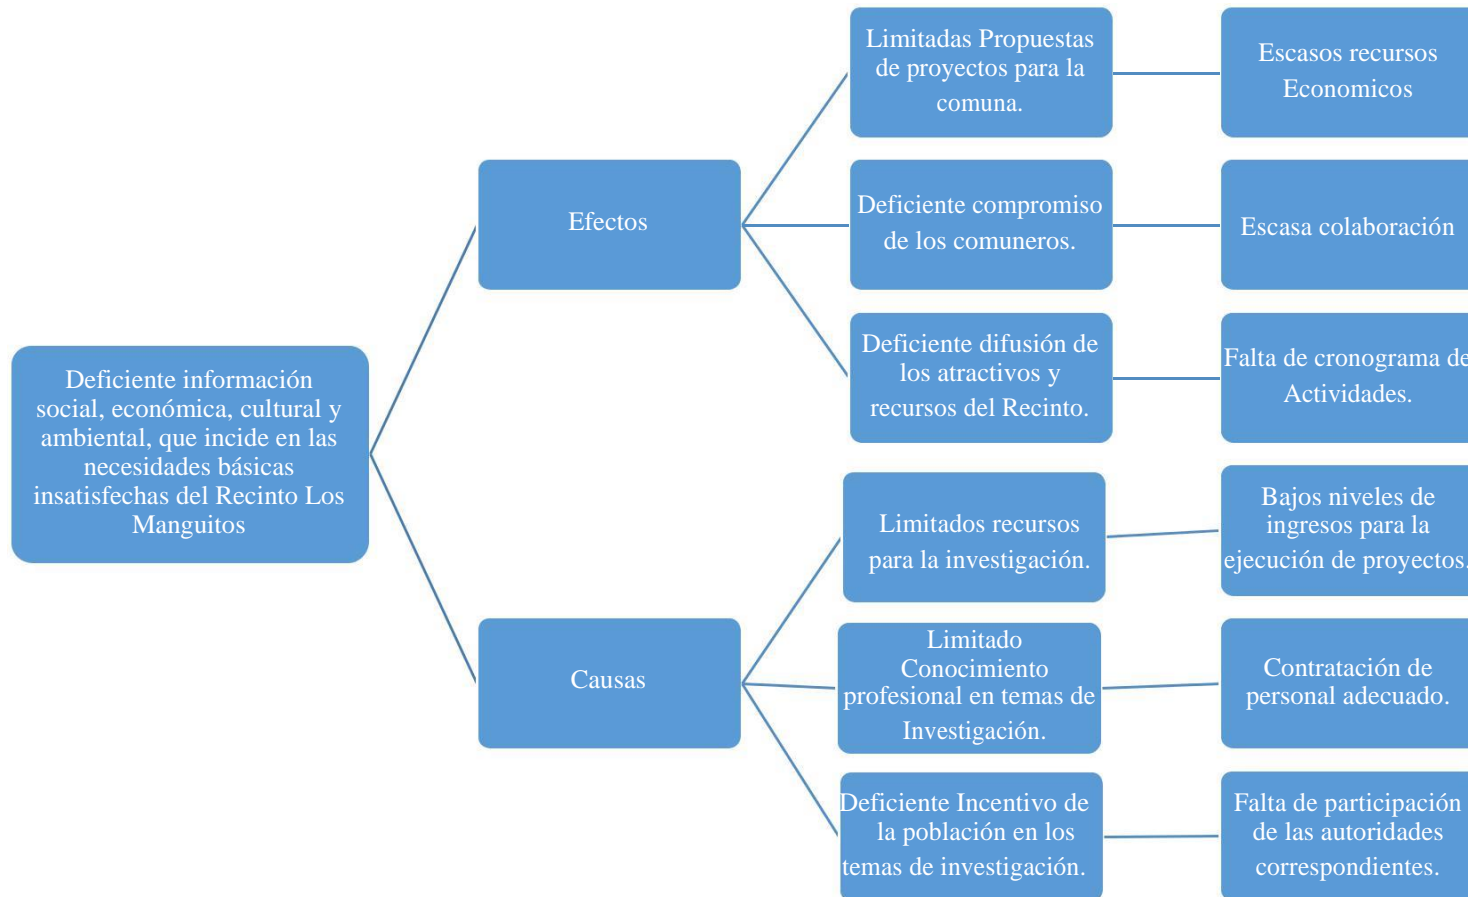 Deficiente información
social, económica, cultural y
ambiental, que incide en las
necesidades básicas
insatisfechas del Recinto Los
Manguitos
Efectos
Limitadas Propuestas
de proyectos para la
comuna.
Escasos recursos
Economicos
Deficiente compromiso
de los comuneros.
Escasa colaboración
Deficiente difusión de
los atractivos y
recursos del Recinto.
Falta de cronograma de
Actividades.
Causas
Limitados recursos
para la investigación.
Bajos niveles de
ingresos para la
ejecución de proyectos.
Limitado
Conocimiento
profesional en temas de
Investigación.
Contratación de
personal adecuado.
Deficiente Incentivo de
la población en los
temas de investigación.
Falta de participación
de las autoridades
correspondientes.